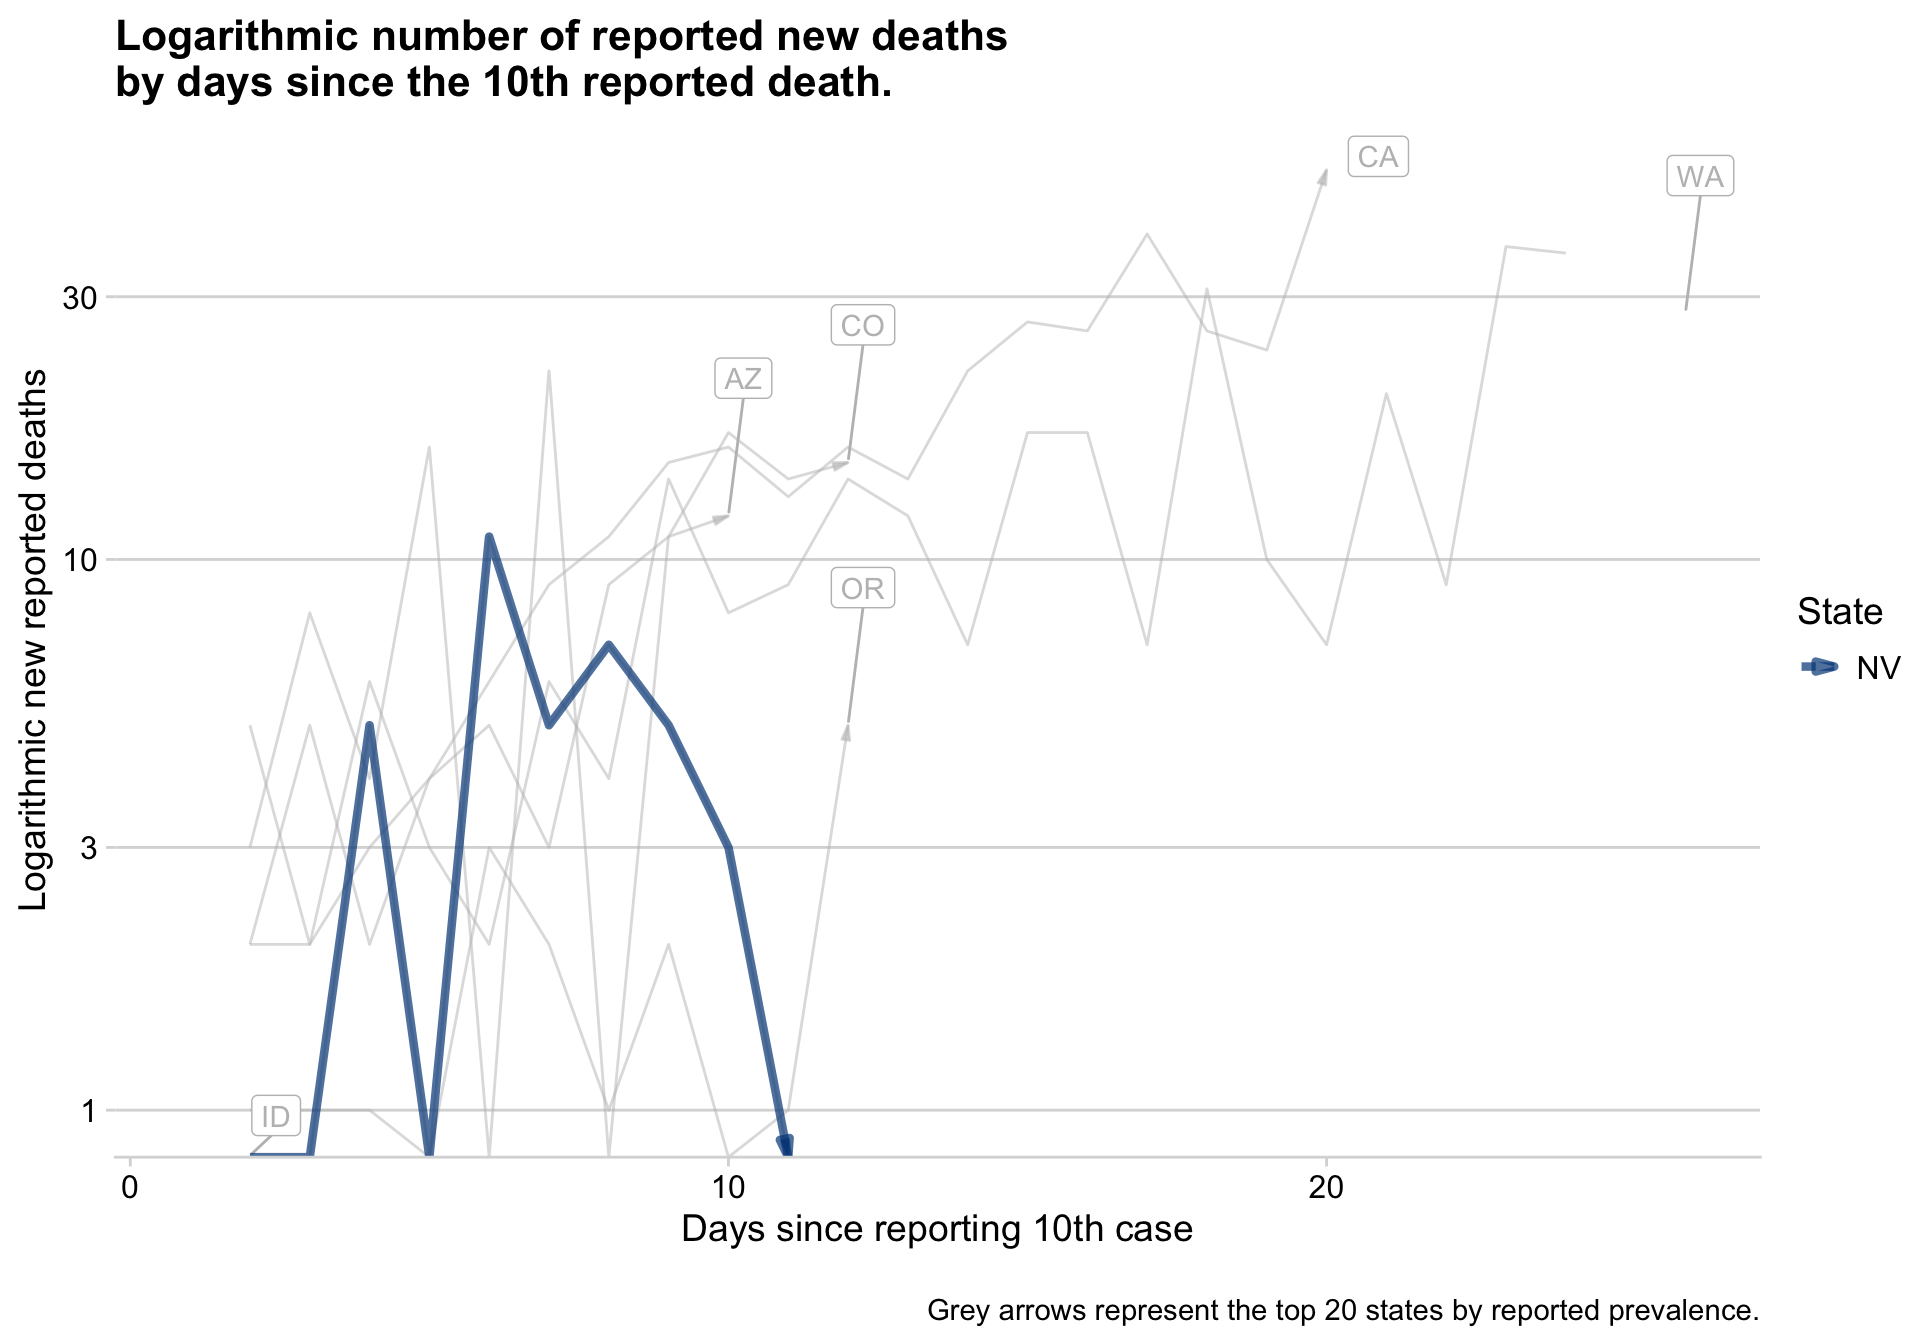 Logarithmic number of reported new deaths
by days since the 10th reported death.
CA
WA
30
CO
AZ
10
OR
3
1
ID
Logarithmic new reported deaths
State
NV
0
10
20
Days since reporting 10th case
Grey arrows represent the top 20 states by reported prevalence.